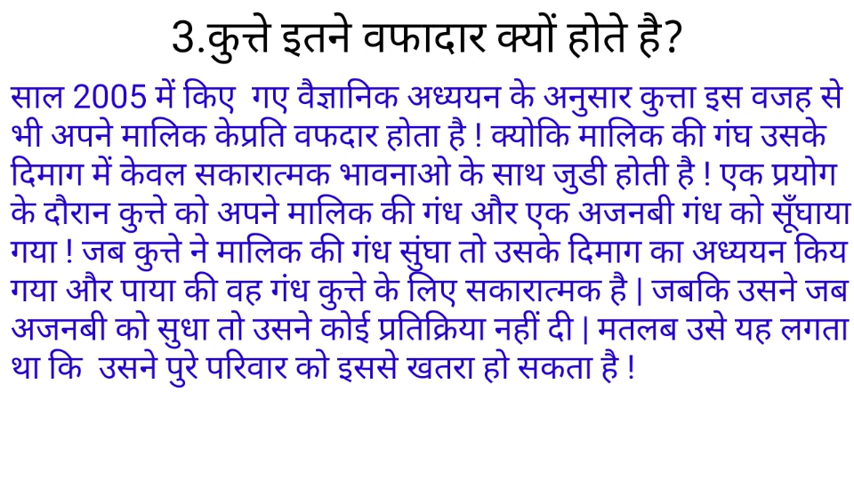 3.कुत्ते इतने वफादार क्यों होते है?
साल 2005 में किए गए वैज्ञानिक अध्ययन के अनुसार कुत्ता इस वजह से
भी अपने मालिक केप्रति वफदार होता है ! क्योकि मालिक की गंघ उसके
दिमाग में केवल सकारात्मक भावनाओ के साथ जुडी होती है ! एक प्रयोग
के दौरान कुत्ते को अपने मालिक की गंध और एक अजनबी गंध को सूँघाया
गया ! जब कुत्ते ने मालिक की गंध सुंघा तो उसके दिमाग का अध्ययन किय
गया और पाया की वह गंध कुत्ते के लिए सकारात्मक है | जबकि उसने जब
अजनबी को सुधा तो उसने कोई प्रतिक्रिया नहीं दी | मतलब उसे यह लगता
था कि उसने पुरे परिवार को इससे खतरा हो सकता है !